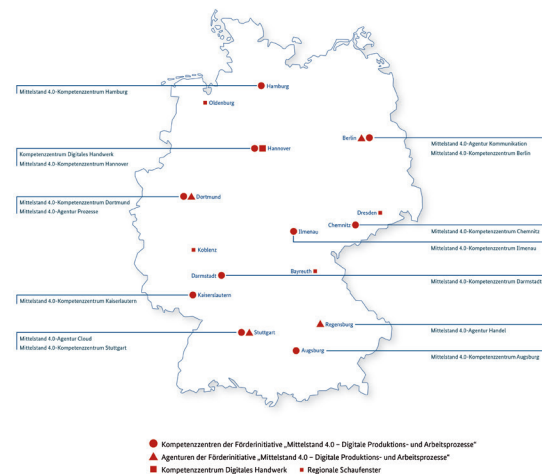 Mittelstand 4.0-Kompetenzzentrum Hamburg
Hamburg
Oldenburg
Kompetenzzentrum Digitales Handwerk
Mittelstand 4.0-Kompetenzzentrum Hannover
Hannover
Berlin
Mittelstand 4.0-Agentur Kommunikation
Mittelstand 4.0-Kompetenzzentrum Berlin
Mittelstand 4.0-Kompetenzzentrum Dortmund
Mittelstand 4.0-Agentur Prozesse
Dortmund
Dresden
Chemnitz
Mittelstand 4.0-Kompetenzzentrum Chemnitz
Ilmenau
Mittelstand 4.0-Kompetenzzentrum Ilmenau
Koblenz
Bayreuth
Darmstadt
Mittelstand 4.0-Kompetenzzentrum Darmstadt
Mittelstand 4.0-Kompetenzzentrum Kaiserlautern
Kaiserslautern
Mittelstand 4.0-Agentur Cloud
Mittelstand 4.0-Kompetenzzentrum Stuttgart
Stuttgart
Regensburg
Mittelstand 4.0-Agentur Handel
Augsburg
Mittelstand 4.0-Kompetenzzentrum Augsburg
Kompetenzzentren der Förderinitiative „Mittelstand 4.0 – Digitale Produktions- und Arbeitsprozesse“
Agenturen der Förderinitiative „Mittelstand 4.0 – Digitale Produktions- und Arbeitsprozesse“
Kompetenzzentrum Digitales Handwerk
Regionale Schaufenster